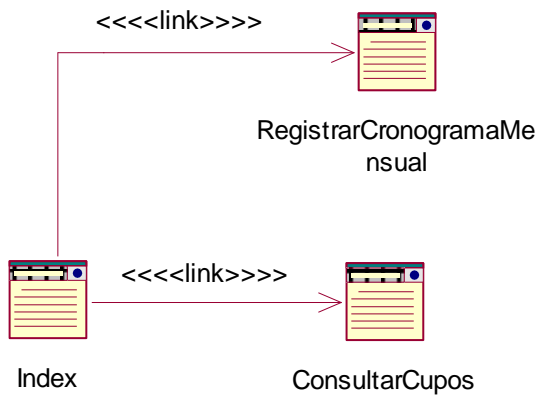 <<<<link>>>>
RegistrarCronogramaMe
nsual
<<<<link>>>>
Index
ConsultarCupos